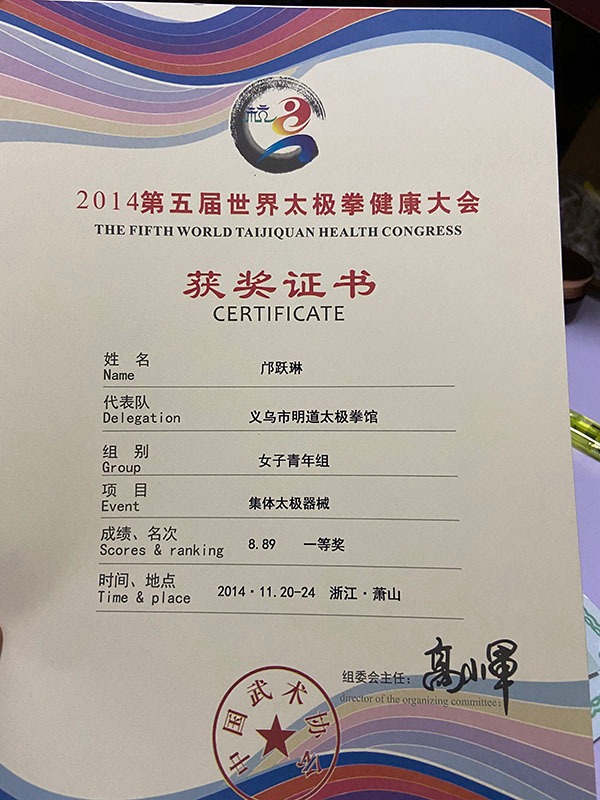 杭
2014第五届世界太极拳健康大会
THE FIFTH WORLD TAIJIQUAN HEALTH CONGRESS
获奖证书
CERTIFICATE
姓 名 邝跃琳
Name
代表队 义乌市明道太极拳馆
Delegation
组 别 女子青年组
Group
项 目 集体太极器械
Event
成绩、名次 8.89 一等奖
Scores & ranking
时间、地点 2014·11.20-24 浙江·萧山
Time & place
组委会主任:
director of the organizing committee:
中国武术协会